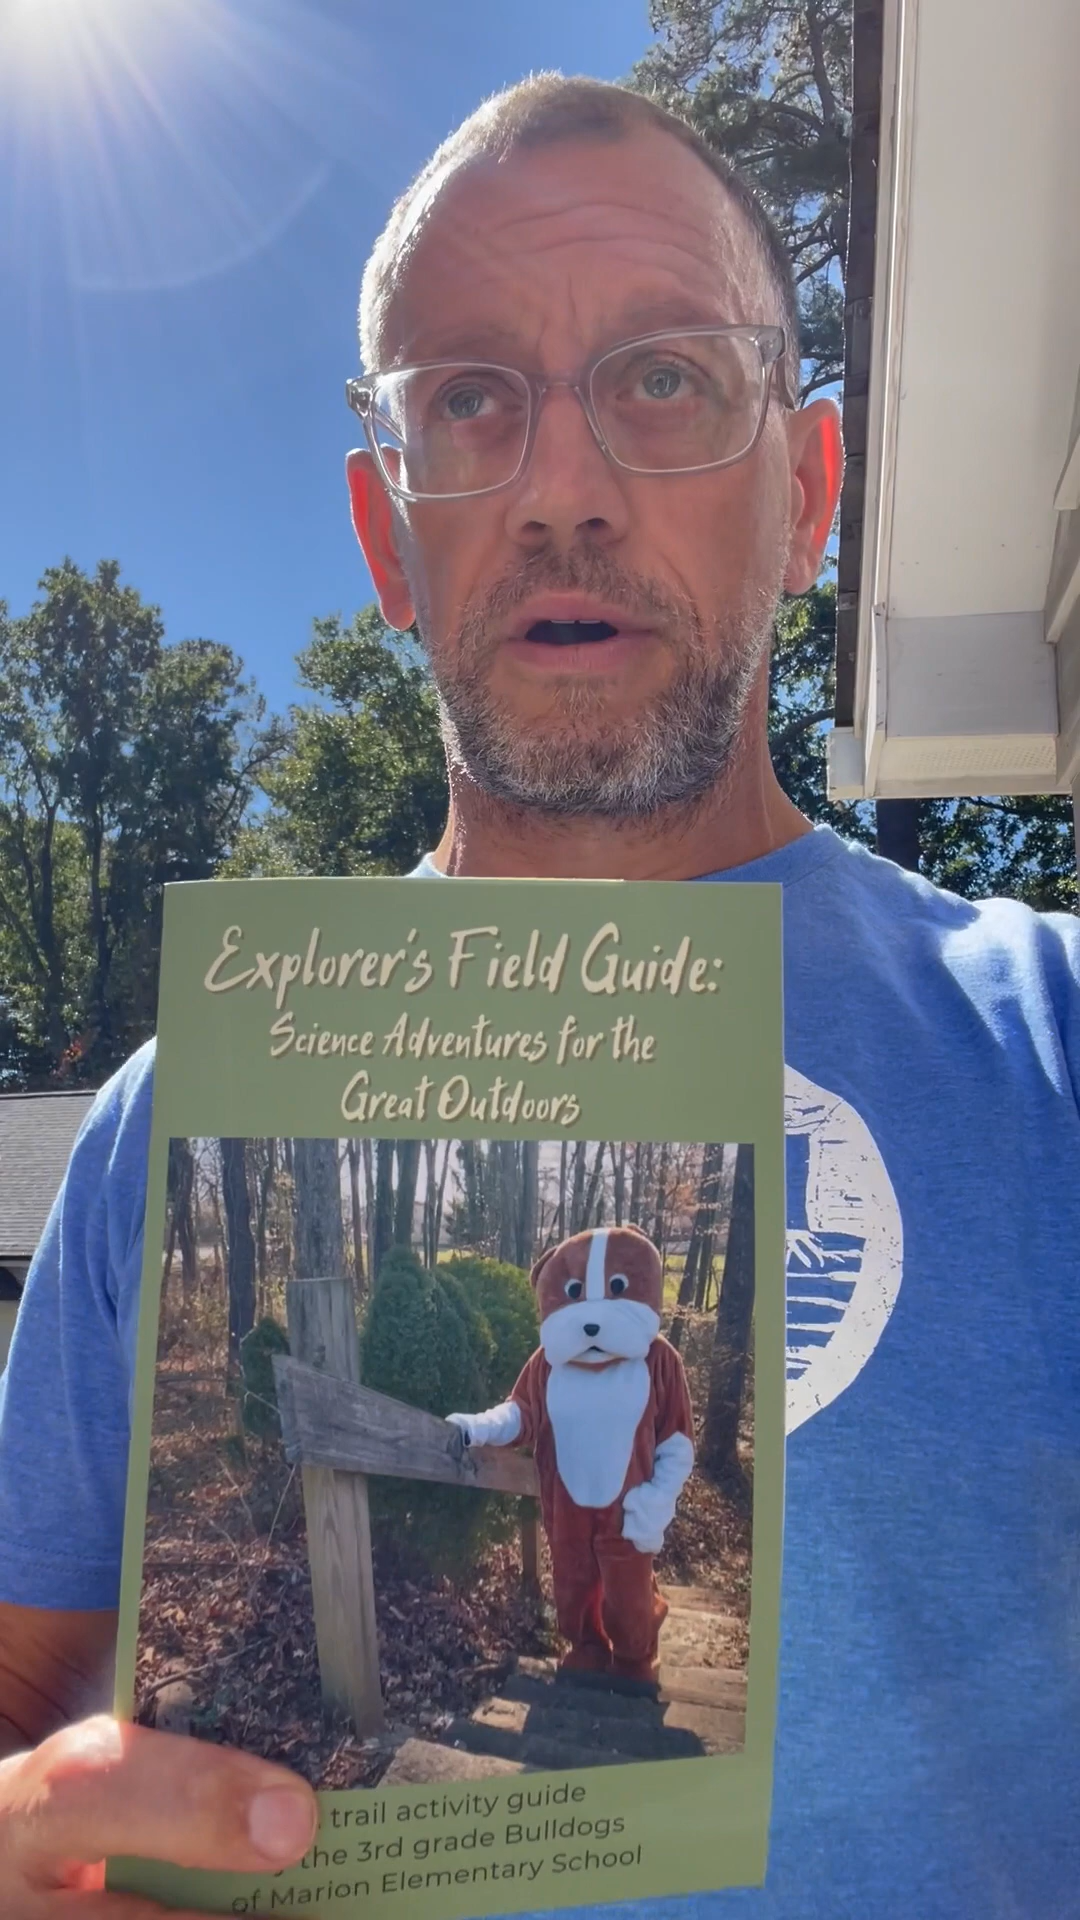 Explorer's Field Guide:
Science Adventures for the
Great Outdoors
trail activity guide
the 3rd grade Bulldogs
of Marion Elementary School